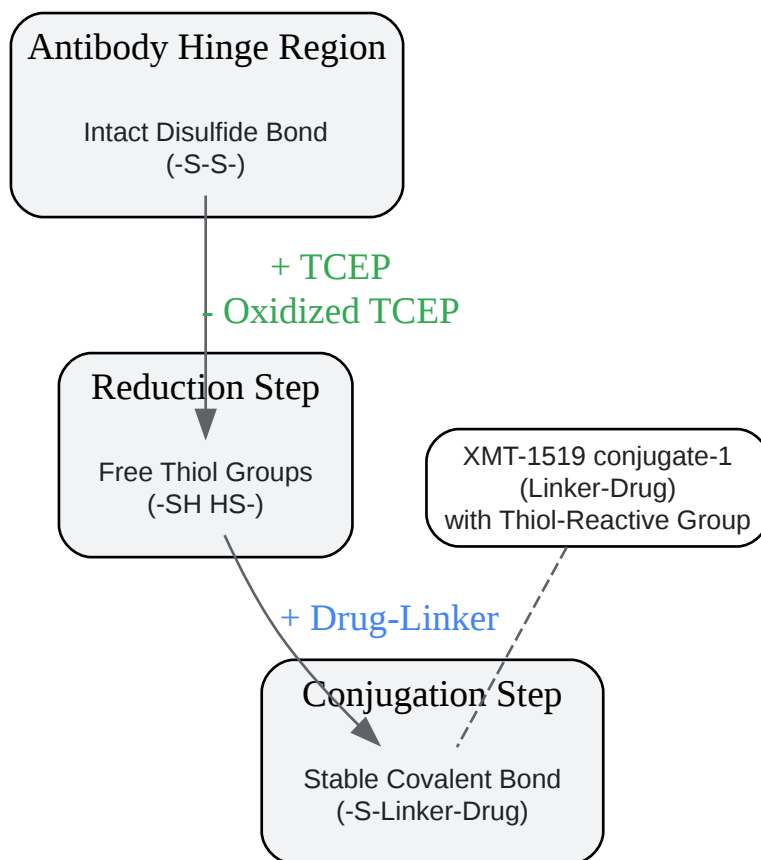 Antibody Hinge Region
Intact Disulfide Bond
(-S-S-)
+ TCEP
- Oxidized TCEP
Reduction Step
Free Thiol Groups
(-SH HS-)
XMT-1519 conjugate-1
(Linker-Drug)
with Thiol-Reactive Group
+ Drug-Linker
Conjugation Step
Stable Covalent Bond
(-S-Linker-Drug)